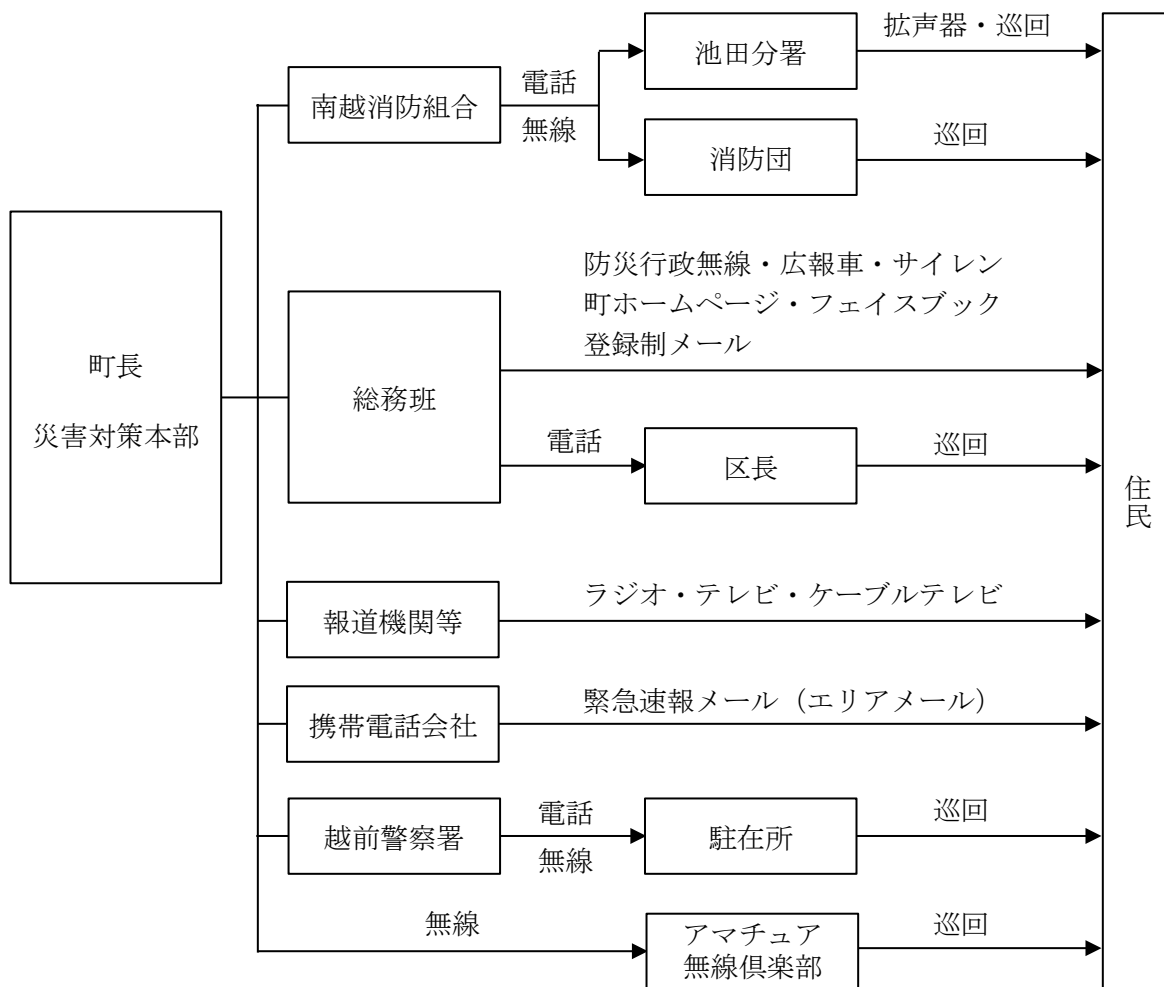 拡声器・巡回
池田分署
電話
南越消防組合
無線
巡回
消防団
防災行政無線・広報車・サイレン
町ホームページ・フェイスブック
登録制メール
町長
災害対策本部
総務班
電話
区長
巡回
住民
ラジオ・テレビ・ケーブルテレビ
報道機関等
緊急速報メール（エリアメール）
携帯電話会社
電話
越前警察署
無線
駐在所
巡回
無線
アマチュア
無線倶楽部
巡回